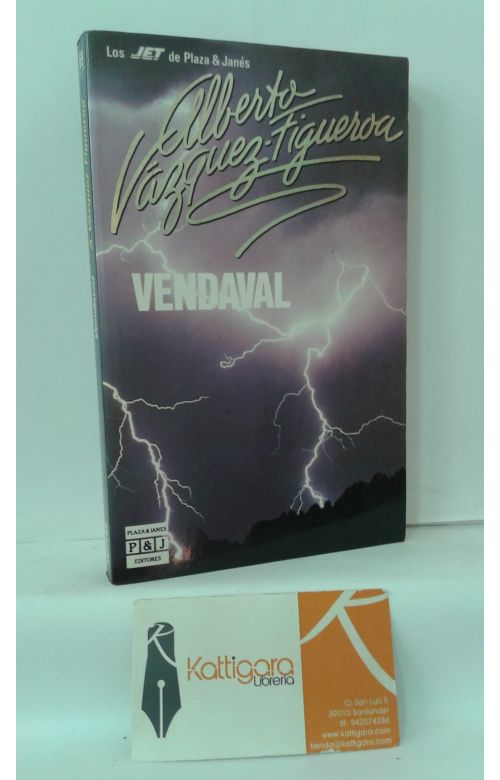 Los JET de Plaza & Janés
Alberto
Vázquez-Figueroa
VENDAVAL
PLAZA & JANES
P & J
EDITORES
Kattigara
Librería
C/ San Luis 5
39010 Santander
tlf: 942074286
www.kattigara.com
tienda@kattigara.com